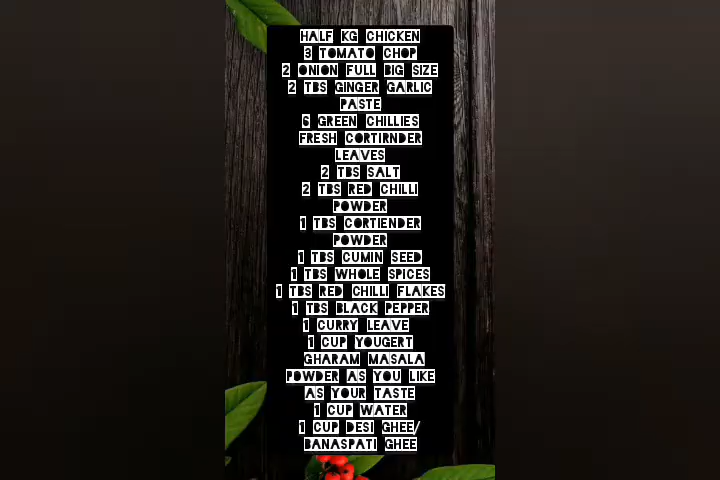 HALF KG CHICKEN
3 TOMATO CHOP
2 ONION FULL BIG SIZE
2 TBS GINGER GARLIC
PASTE
6 GREEN CHILLIES
FRESH CORTIRNDER
LEAVES
2 TBS SALT
2 TBS RED CHILLI
POWDER
1 TBS CORTIENDER
POWDER
1 TBS CUMIN SEED
1 TBS WHOLE SPICES
1 TBS RED CHILLI FLAKES
1 TBS BLACK PEPPER
1 CURRY LEAVE
1 CUP YOUGERT
GHARAM MASALA
POWDER AS YOU LIKE
AS YOUR TASTE
1 CUP WATER
1 CUP DESI GHEE/
BANASPATI GHEE